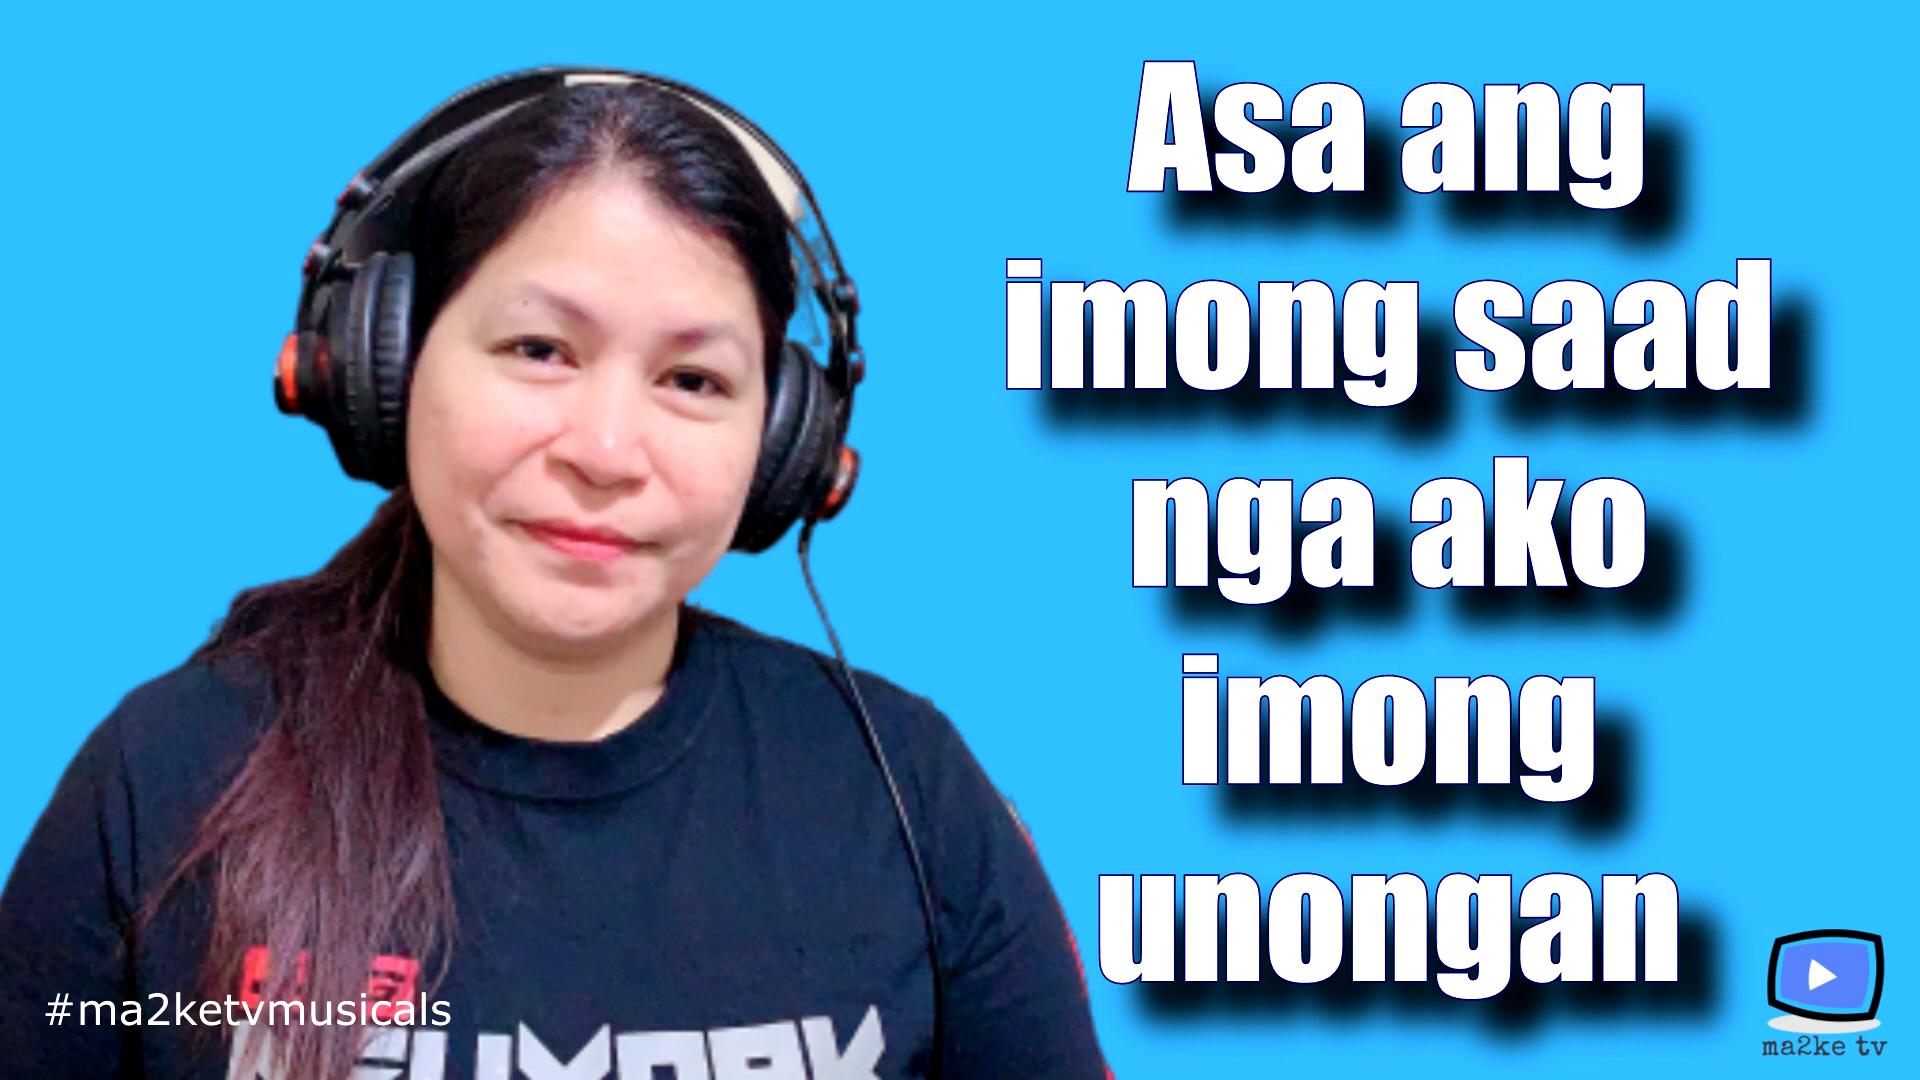 Asa ang
imong saad
nga ako
imong
unongan
#ma2ketvmusicals
ma2ke tv